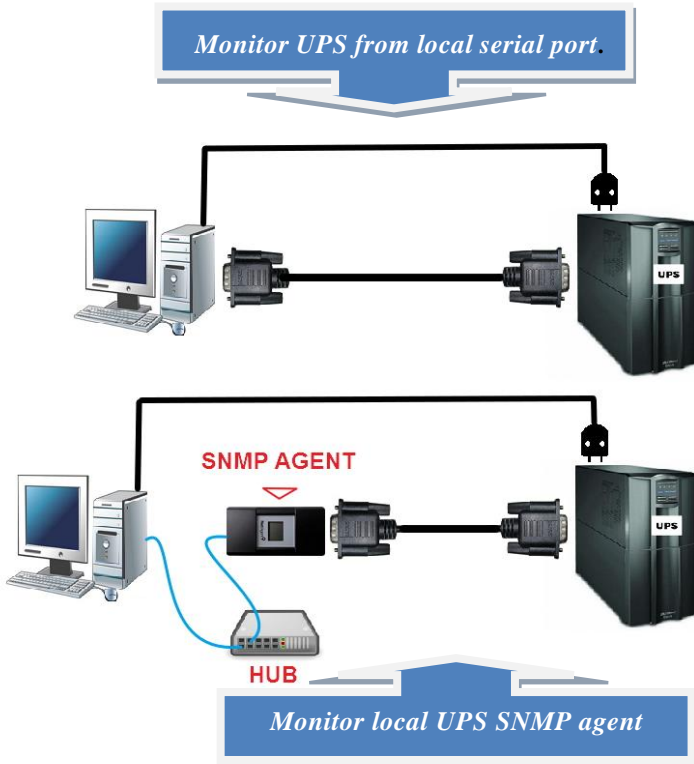 Monitor UPS from local serial port.
UPS
SNMP AGENT
UPS
HUB
Monitor local UPS SNMP agent